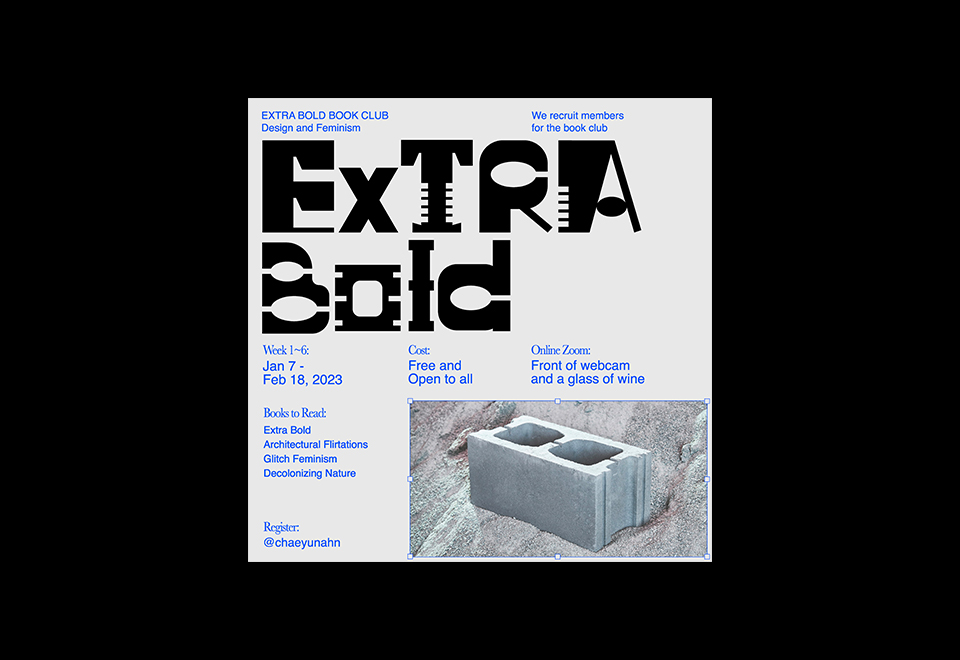 EXTRA BOLD BOOK CLUB
Design and Feminism
We recruit members
for the book club
ExTRA
Bold
Week 1~6:
Jan 7 -
Feb 18, 2023
Cost:
Free and
Open to all
Online Zoom:
Front of webcam
and a glass of wine
Books to Read:
Extra Bold
Architectural Flirtations
Glitch Feminism
Decolonizing Nature
Register:
@chaeyunahn